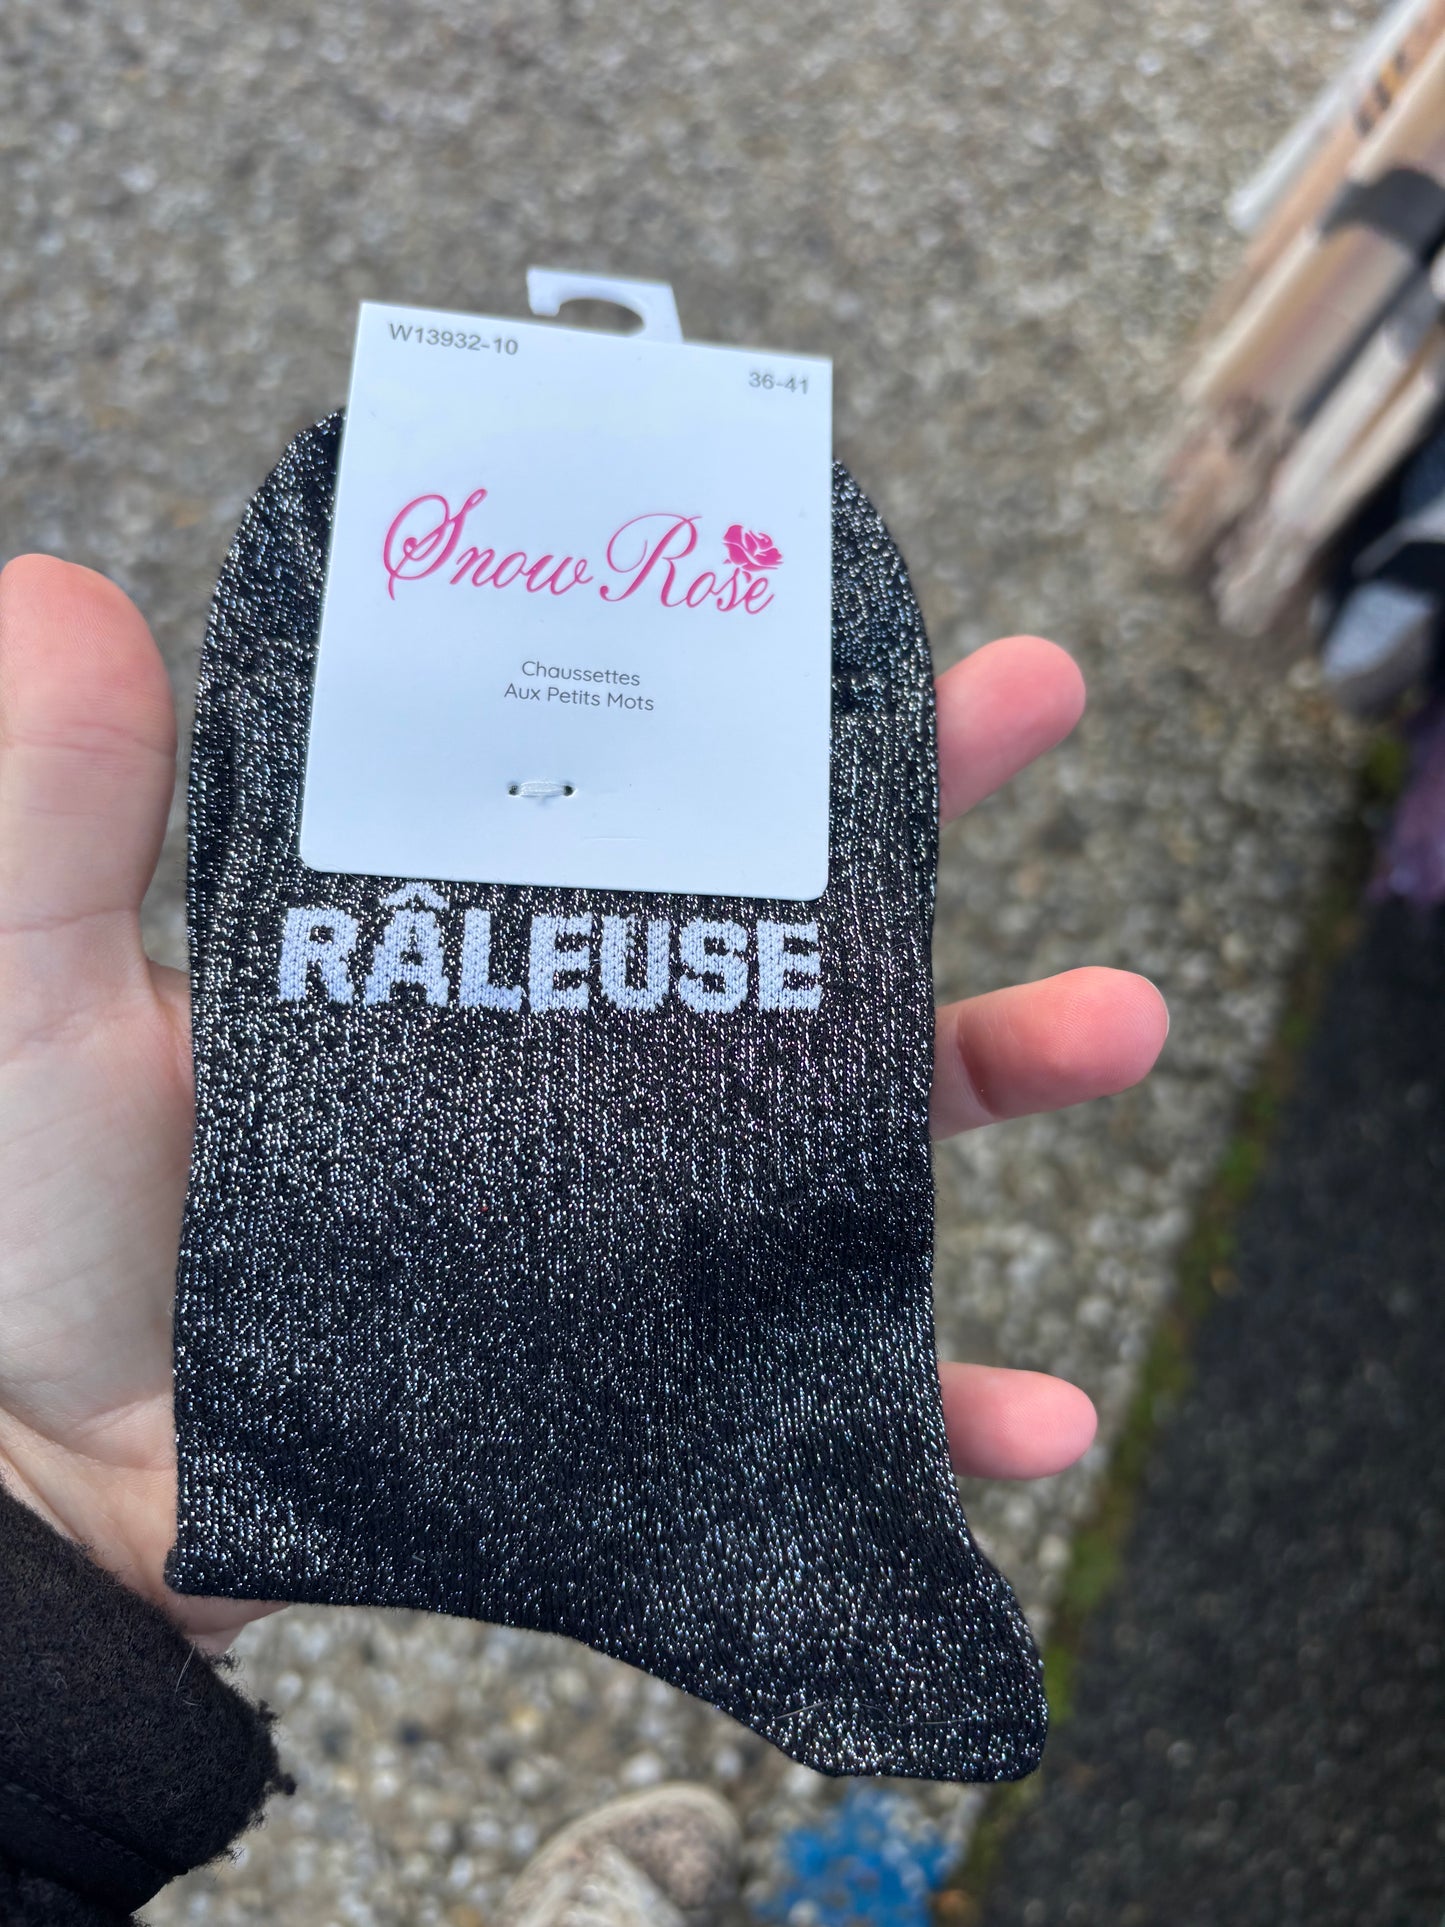 W13932-10
36-41
Snow Rose
Chaussettes
Aux Petits Mots
RÂLEUSE